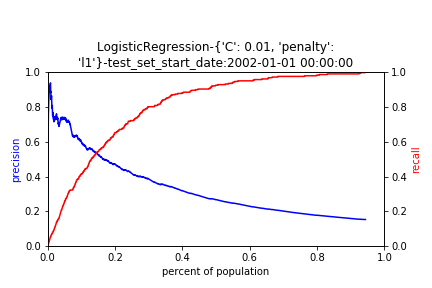 LogisticRegression-{'C': 0.01, 'penalty':
'l1'}-test_set_start_date:2002-01-01 00:00:00
1.0
0.8
0.6
0.4
0.2
0.0
precision
1.0
0.8
0.6
0.4
0.2
0.0
recall
0.0 0.2 0.4 0.6 0.8 1.0
percent of population